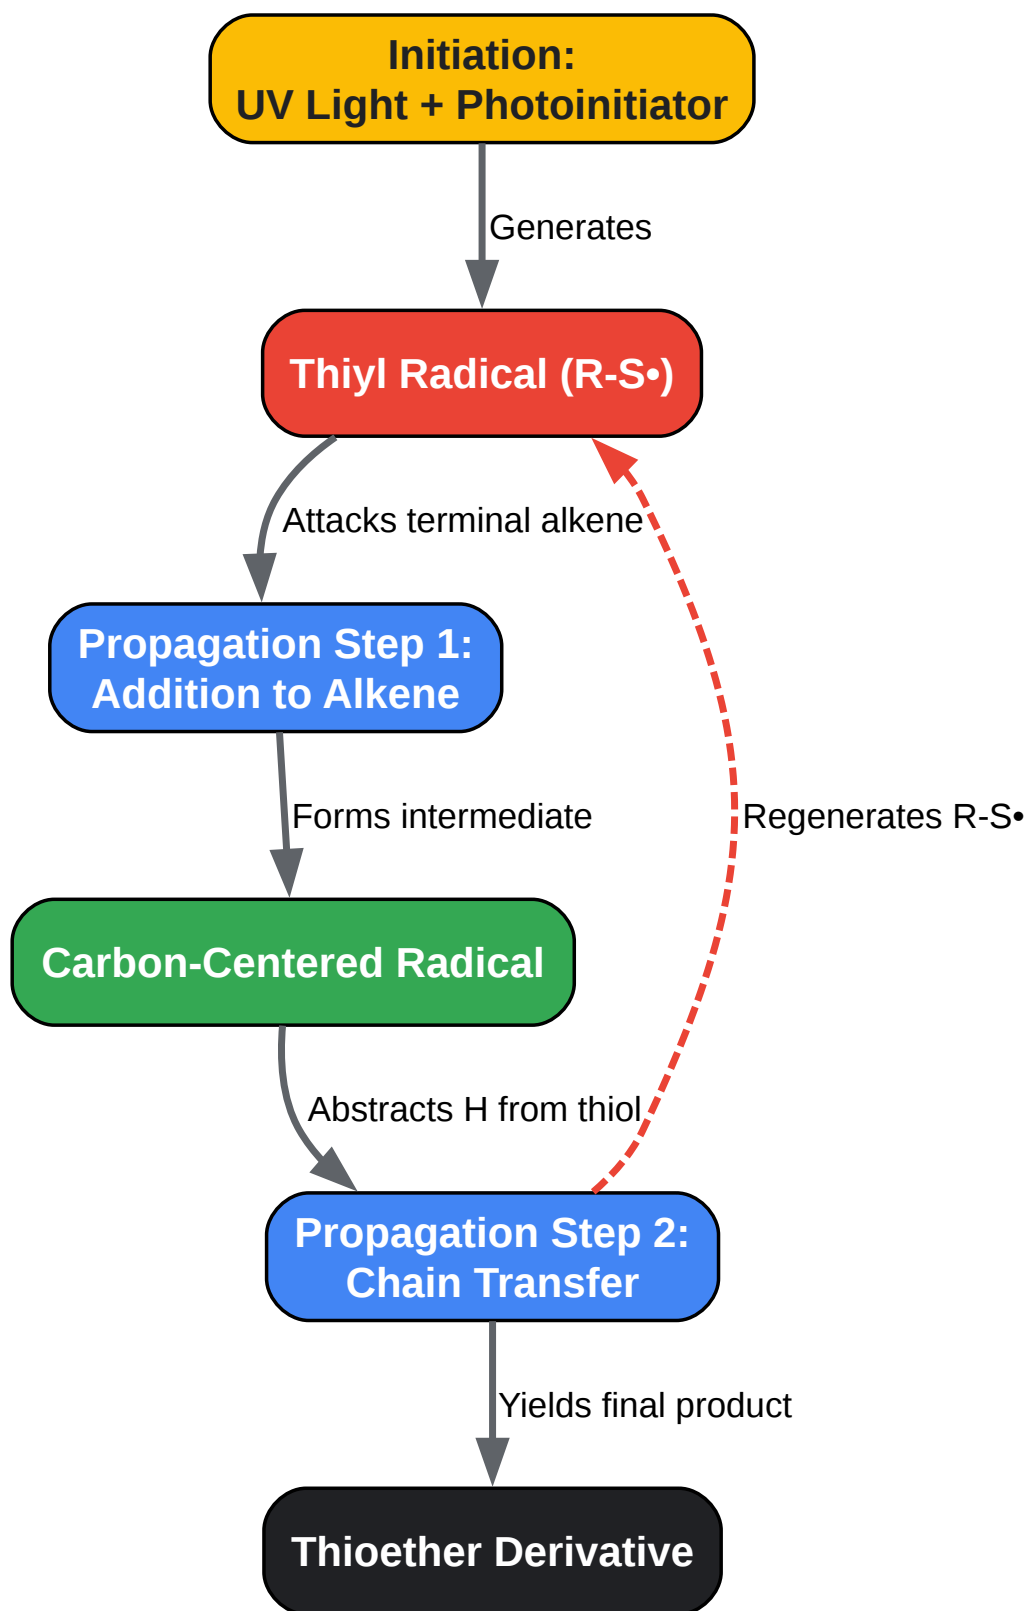 Initiation:
UV Light + Photoinitiator
Generates
Thiyl Radical (R-S•)
Attacks terminal alkene
Propagation Step 1:
Addition to Alkene
Forms intermediate
Regenerates R-S•
Carbon-Centered Radical
Abstracts H from thiol
Propagation Step 2:
Chain Transfer
Yields final product
Thioether Derivative